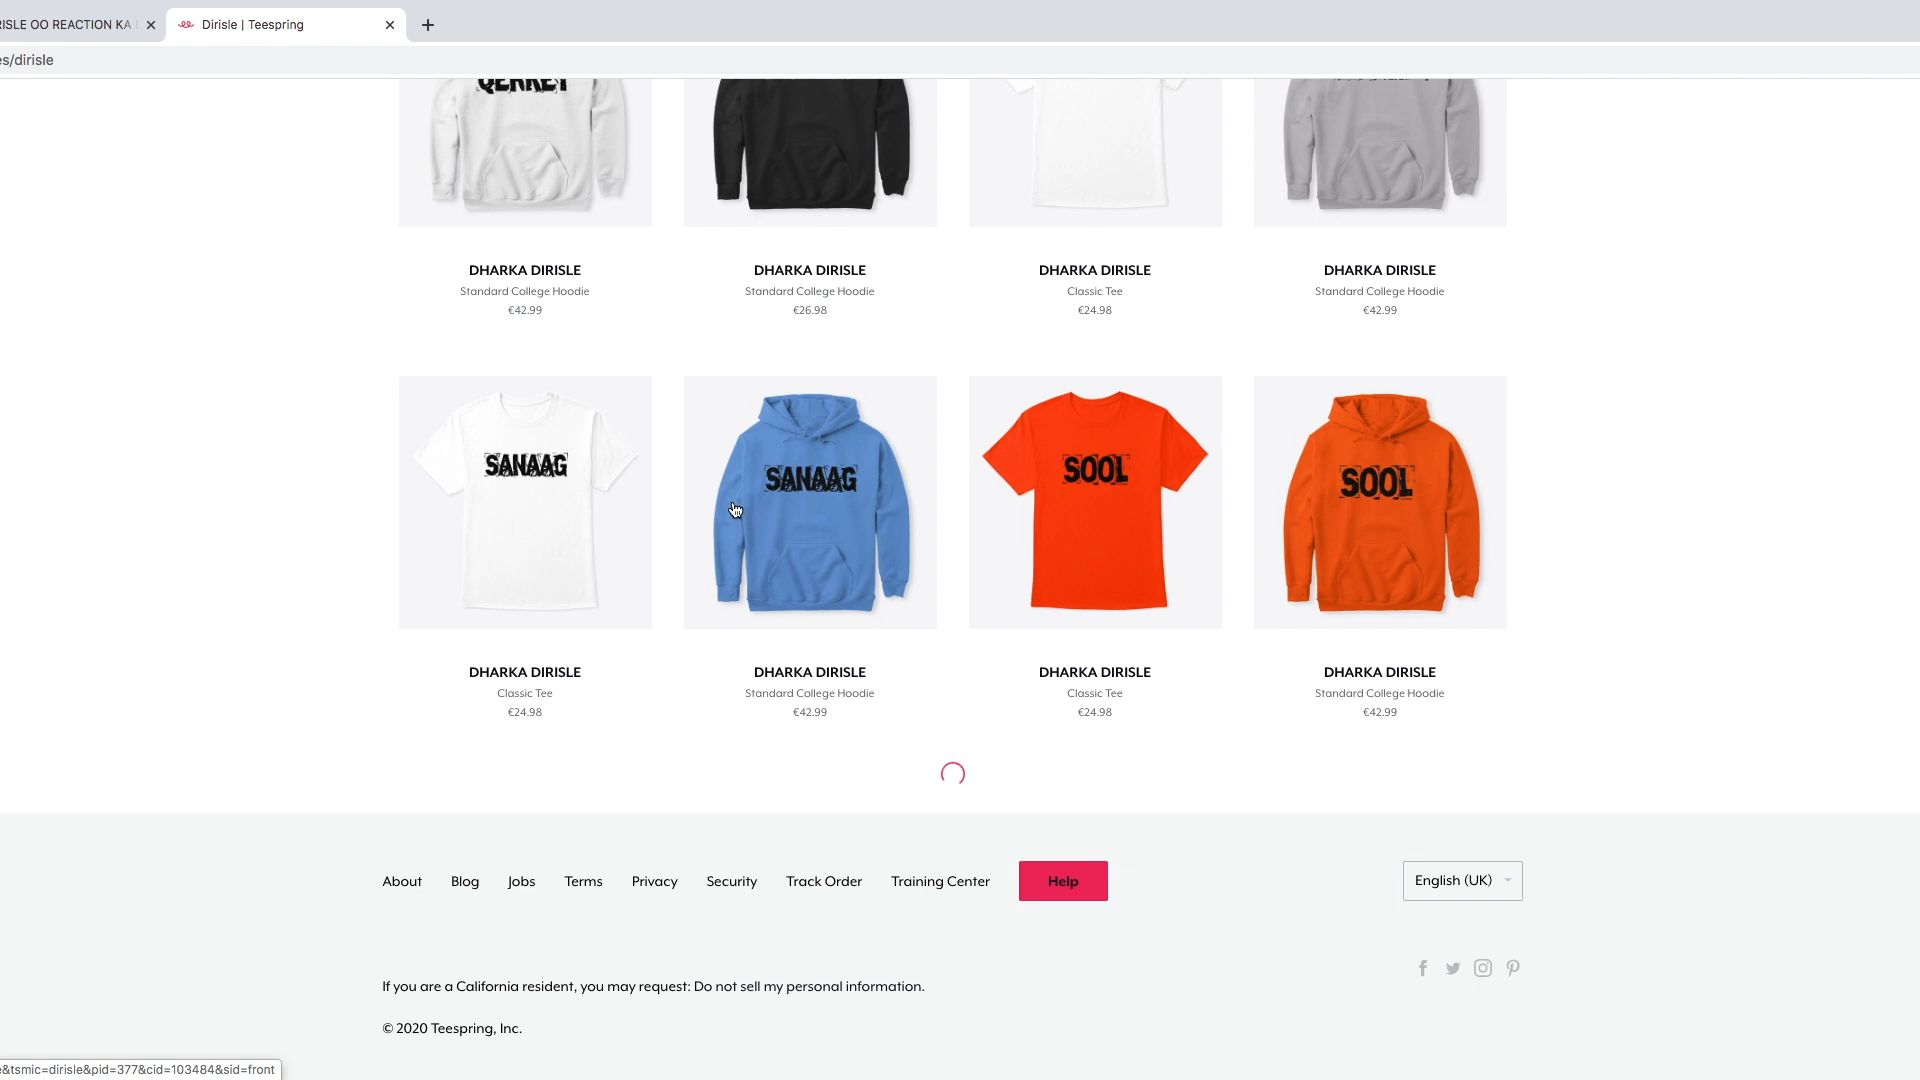 RISLE OO REACTION KA
Dirisle | Teespring
es/dirisle
QERREY
DHARKA DIRISLE
Standard College Hoodie
€42.99
DHARKA DIRISLE
Standard College Hoodie
€26.98
DHARKA DIRISLE
Classic Tee
€24.98
DHARKA DIRISLE
Standard College Hoodie
€42.99
SANAAG
SANAAG
SOOL
SOOL
DHARKA DIRISLE
Classic Tee
€24.98
DHARKA DIRISLE
Standard College Hoodie
€42.99
DHARKA DIRISLE
Classic Tee
€24.98
DHARKA DIRISLE
Standard College Hoodie
€42.99
About Blog Jobs Terms Privacy Security Track Order Training Center Help
English (UK)
If you are a California resident, you may request: Do not sell my personal information.
© 2020 Teespring, Inc.
e&tsmic=dirisle&pid=377&cid=103484&sid=front